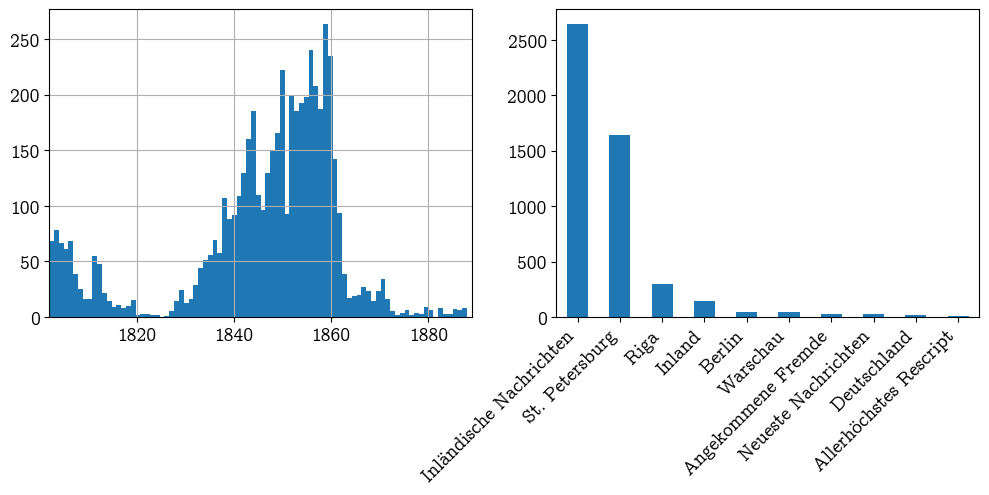 250
200
150
100
50
0
1820 1840 1860 1880
2500
2000
1500
1000
500
0
Inländische Nachrichten
St. Petersburg
Riga
Inland
Berlin
Warschau
Angekommene Fremde
Neueste Nachrichten
Deutschland
Allerhöchstes Rescript